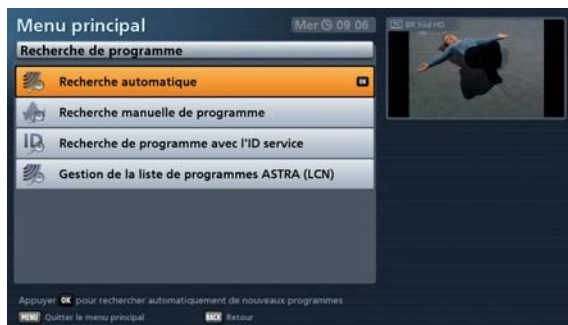 Menu principal
Mer 09 06
BR Süd HD
Recherche de programme
Recherche automatique OK
Recherche manuelle de programme
ID Recherche de programme avec l'ID service
Gestion de la liste de programmes ASTRA (LCN)
Appuyer OK pour rechercher automatiquement de nouveaux programmes
MENU Quitter le menu principal BACK Retour